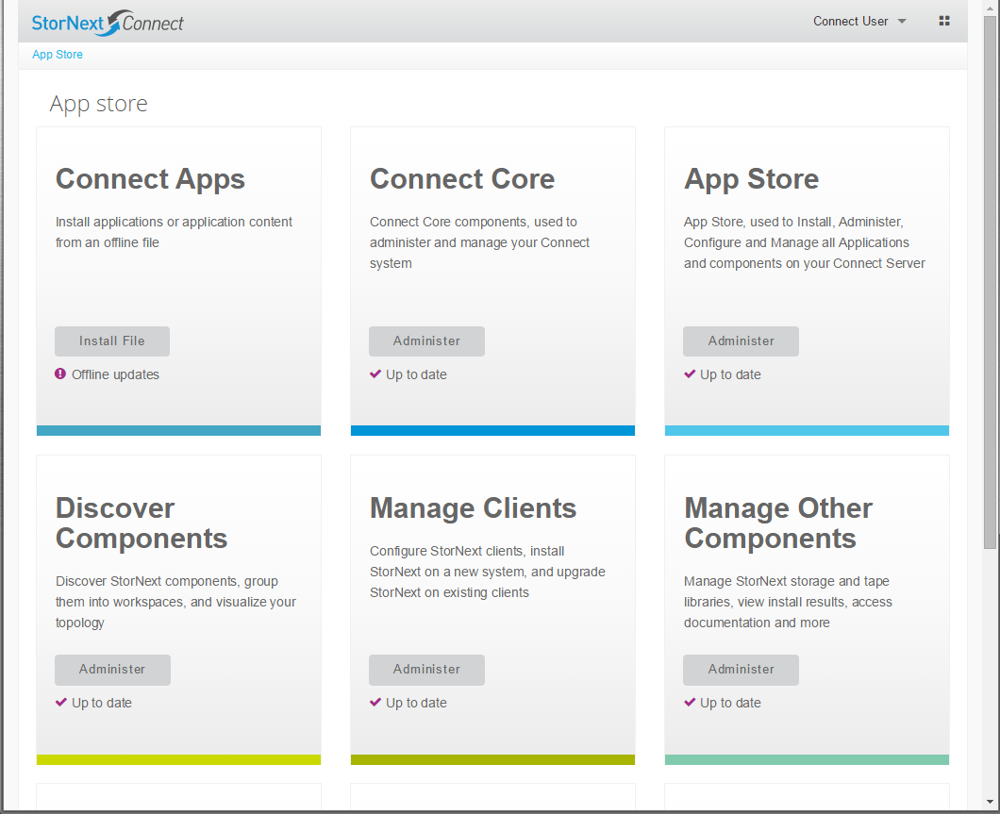 StorNext Connect
Connect User
App Store
App store
Connect Apps
Install applications or application content
from an offline file
Install File
Offline updates
Connect Core
Connect Core components, used to
administer and manage your Connect
system
Administer
Up to date
App Store
App Store, used to Install, Administer,
Configure and Manage all Applications
and components on your Connect Server
Administer
Up to date
Discover
Components
Discover StorNext components, group
them into workspaces, and visualize your
topology
Administer
Up to date
Manage Clients
Configure StorNext clients, install
StorNext on a new system, and upgrade
StorNext on existing clients
Administer
Up to date
Manage Other
Components
Manage StorNext storage and tape
libraries, view install results, access
documentation and more
Administer
Up to date